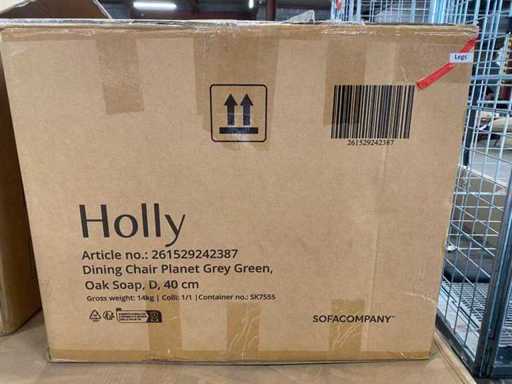 Legs
261529242387
Holly
Article no.: 261529242387
Dining Chair Planet Grey Green,
Oak Soap, D, 40 cm
Gross weight: 14kg | Colli: 1/1 | Container no.: SK7555
SOFACOMPANY™